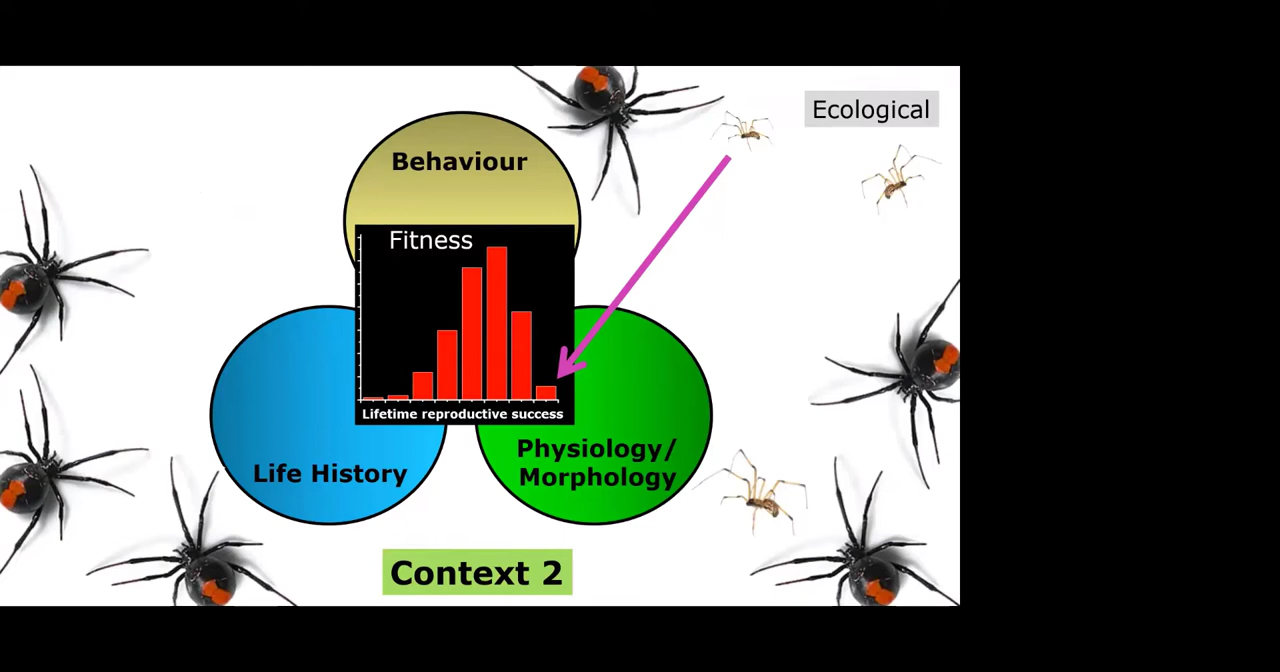 Ecological
Behaviour
Fitness
Lifetime reproductive success
Life History
Physiology/
Morphology
Context 2